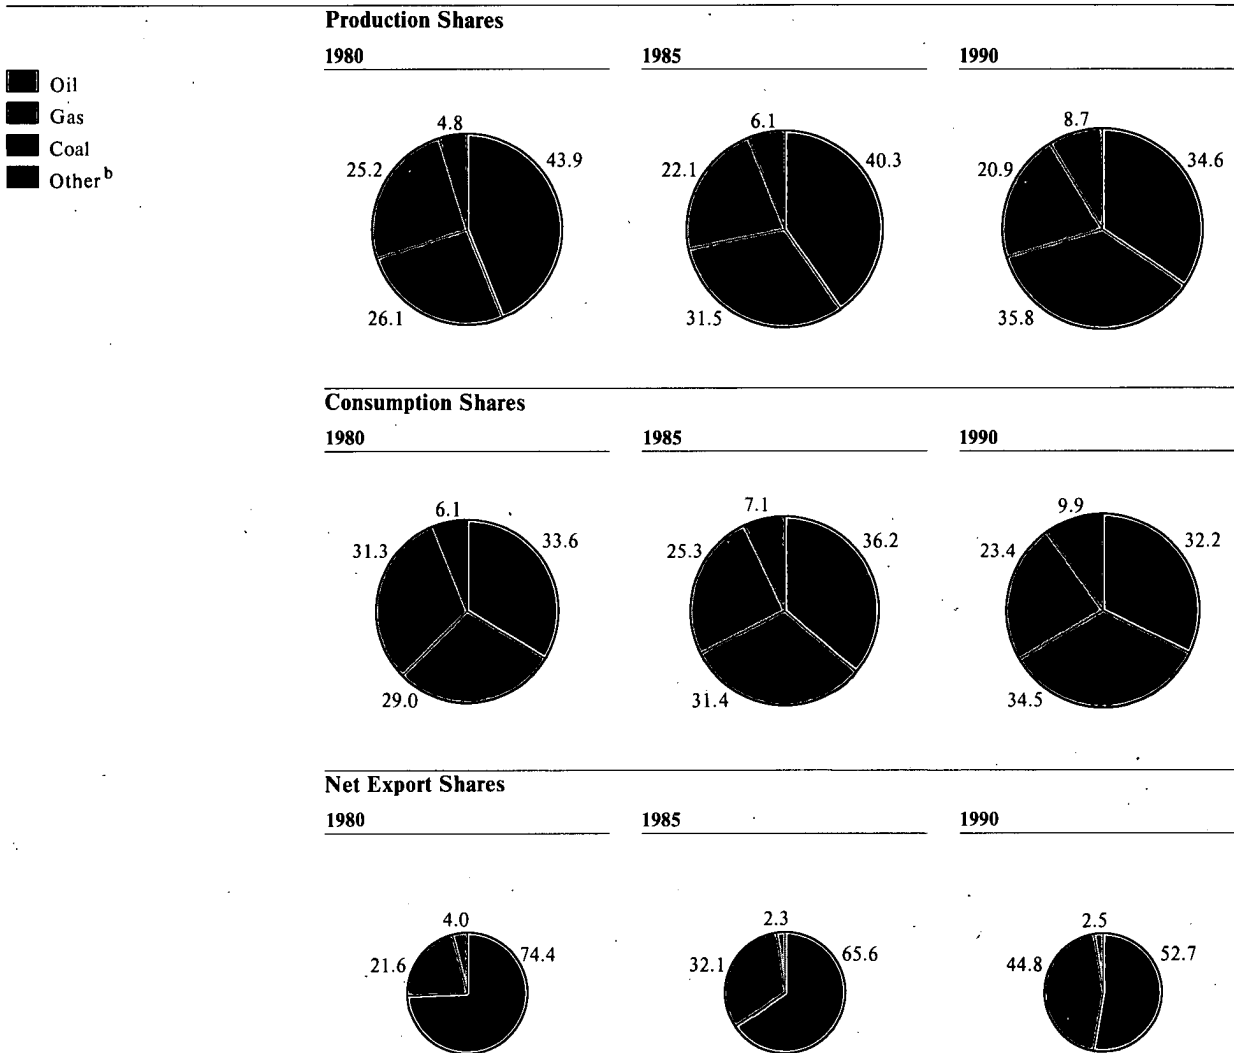 Production Shares
1980 1985 1990
Oil
Gas
Coal
Other b
4.8 43.9 25.2 26.1
6.1 40.3 22.1 31.5
8.7 34.6 20.9 35.8
Consumption Shares
1980 1985 1990
6.1 33.6 31.3 29.0
7.1 36.2 25.3 31.4
9.9 32.2 23.4 34.5
Net Export Shares
1980 1985 1990
4.0 74.4 21.6
2.3 65.6 32.1
2.5 52.7 44.8